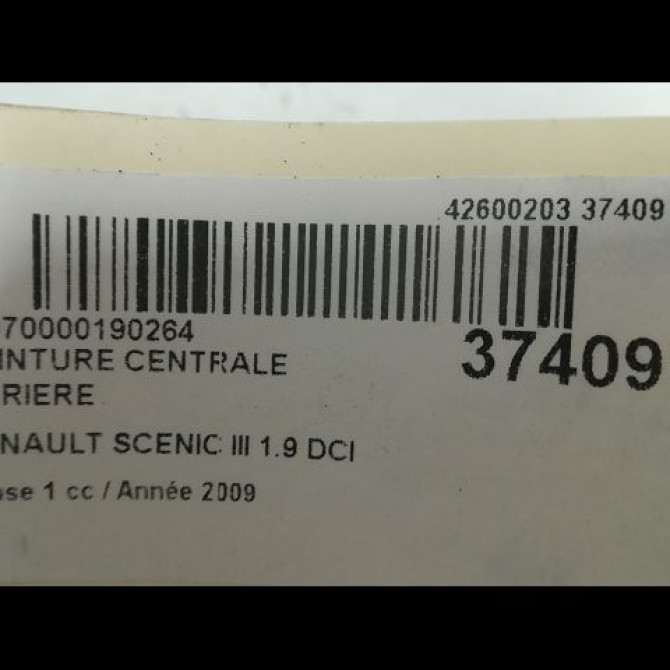 42600203 37409
70000190264
37409
INTURE CENTRALE
RIERE
NAULT SCENIC III 1.9 DCI
se 1 cc / Année 2009